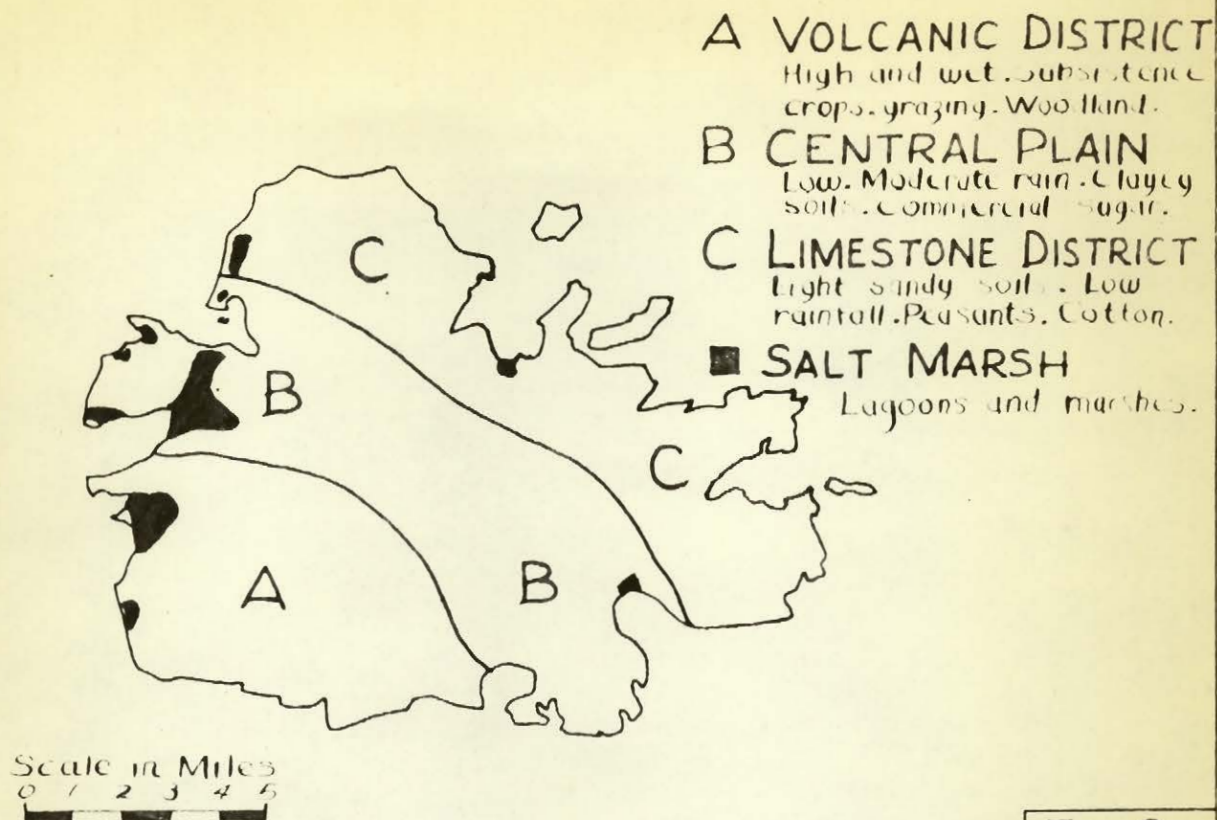 A VOLCANIC DISTRICT
High and wet. Subsistence
crops. grazing. Woodland.
B CENTRAL PLAIN
Low. Moderate rain. Clayey
soils. Commercial sugar.
C LIMESTONE DISTRICT
Light sandy soils. Low
rainfall. Peasants. Cotton.
SALT MARSH
Lagoons and marshes.
C
B
C
B
A
Scale in Miles
0 1 2 3 4 5